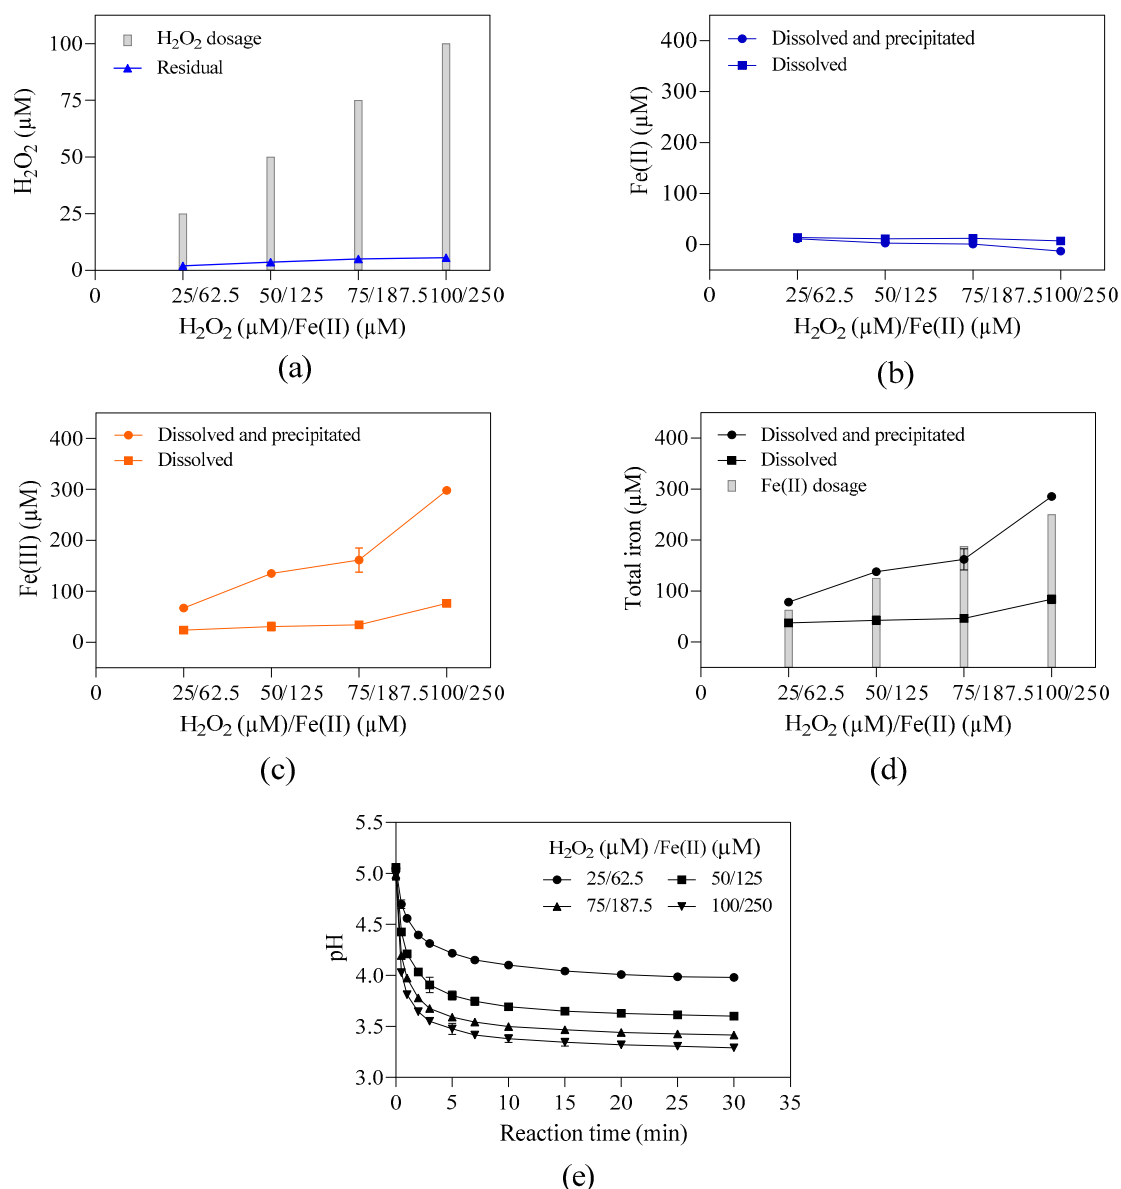 H₂O₂ dosage
Residual
100
75
50
25
0
H₂O₂ (µM)
0 25/62.5 50/125 75/187.5 100/250
H₂O₂ (µM)/Fe(II) (µM)
(a)
Dissolved and precipitated
Dissolved
400
300
200
100
0
Fe(II) (µM)
0 25/62.5 50/125 75/187.5 100/250
H₂O₂ (µM)/Fe(II) (µM)
(b)
Dissolved and precipitated
Dissolved
400
300
200
100
0
Fe(III) (µM)
0 25/62.5 50/125 75/187.5 100/250
H₂O₂ (µM)/Fe(II) (µM)
(c)
Dissolved and precipitated
Dissolved
Fe(II) dosage
400
300
200
100
0
Total iron (µM)
0 25/62.5 50/125 75/187.5 100/250
H₂O₂ (µM)/Fe(II) (µM)
(d)
H₂O₂ (µM) /Fe(II) (µM)
25/62.5 50/125
75/187.5 100/250
5.5
5.0
4.5
4.0
3.5
3.0
pH
0 5 10 15 20 25 30 35
Reaction time (min)
(e)